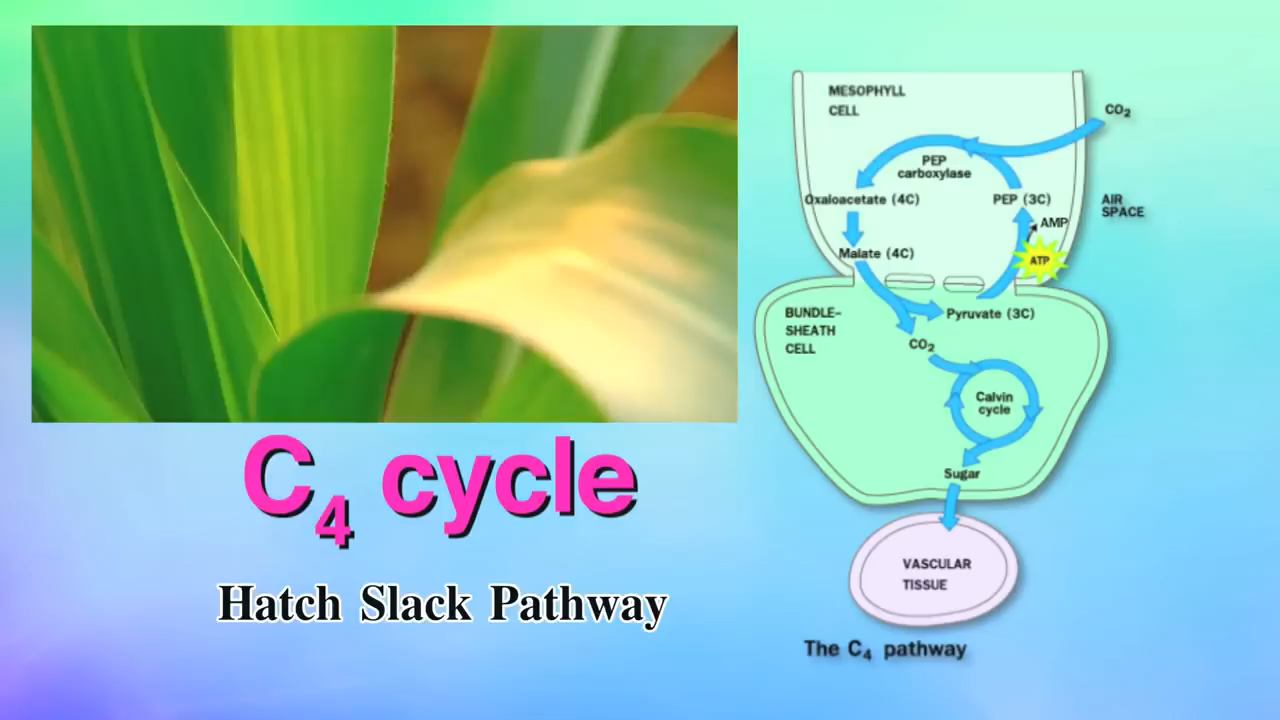 C₄ cycle
Hatch Slack Pathway
MESOPHYLL
CELL
CO₂
PEP
carboxylase
Oxaloacetate (4C)
PEP (3C)
AIR
SPACE
AMP
ATP
Malate (4C)
BUNDLE-
SHEATH
CELL
Pyruvate (3C)
CO₂
Calvin
cycle
Sugar
VASCULAR
TISSUE
The C₄ pathway